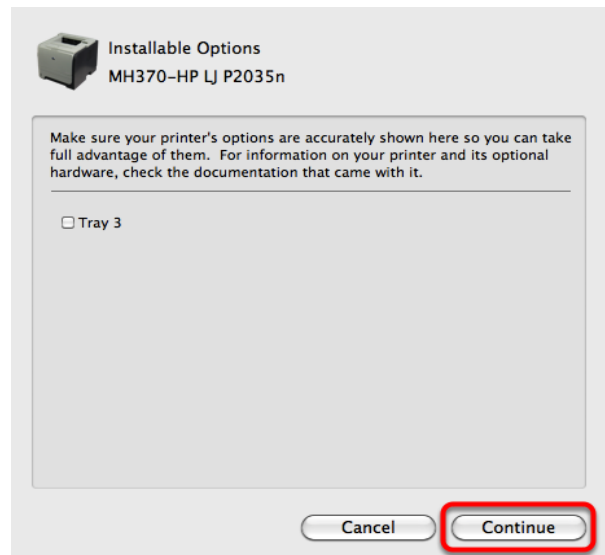 Installable Options
MH370-HP LJ P2035n
Make sure your printer's options are accurately shown here so you can take
full advantage of them.  For information on your printer and its optional
hardware, check the documentation that came with it.
Tray 3
Cancel
Continue